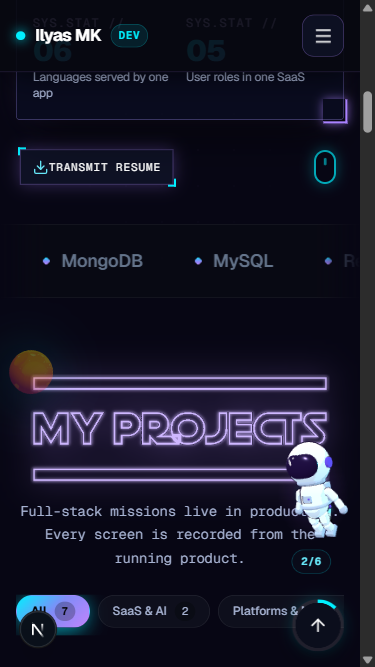 SYS.STAT // SYS.STAT //
Ilyas MK DEV
06 05
Languages served by one app
User roles in one SaaS
TRANSMIT RESUME
MongoDB MySQL
MY PROJECTS
Full-stack missions live in
Every screen is recorded from the
running product.
2/6
All 7 SaaS & AI 2 Platforms &
N